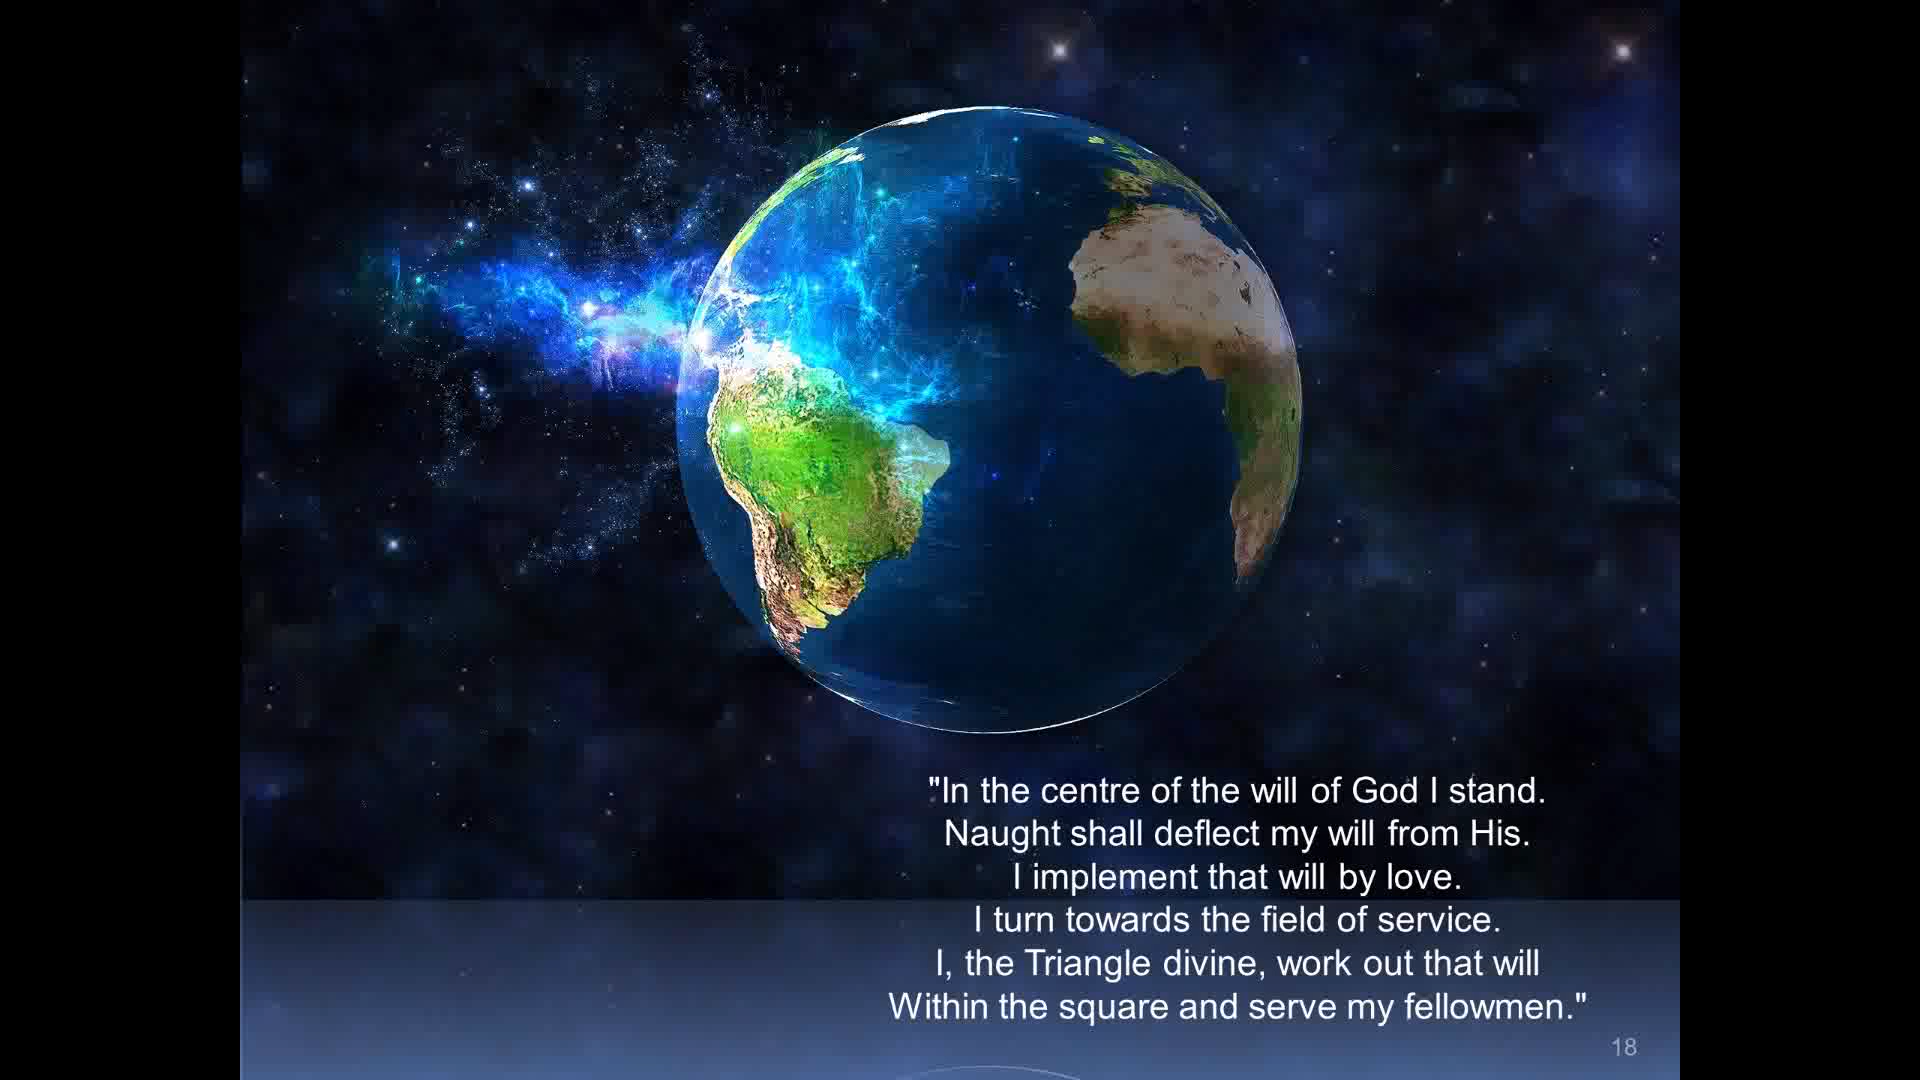 "In the centre of the will of God I stand.
Naught shall deflect my will from His.
I implement that will by love.
I turn towards the field of service.
I, the Triangle divine, work out that will
Within the square and serve my fellowmen."
18